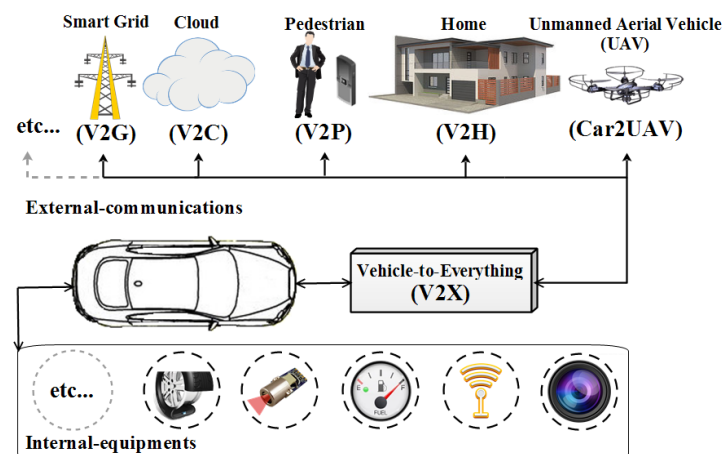 Smart Grid
Cloud
Pedestrian
Home
Unmanned Aerial Vehicle
(UAV)
etc...
(V2G)
(V2C)
(V2P)
(V2H)
(Car2UAV)
External-communications
Vehicle-to-Everything
(V2X)
etc...
E
F
FUEL
Internal-equipments